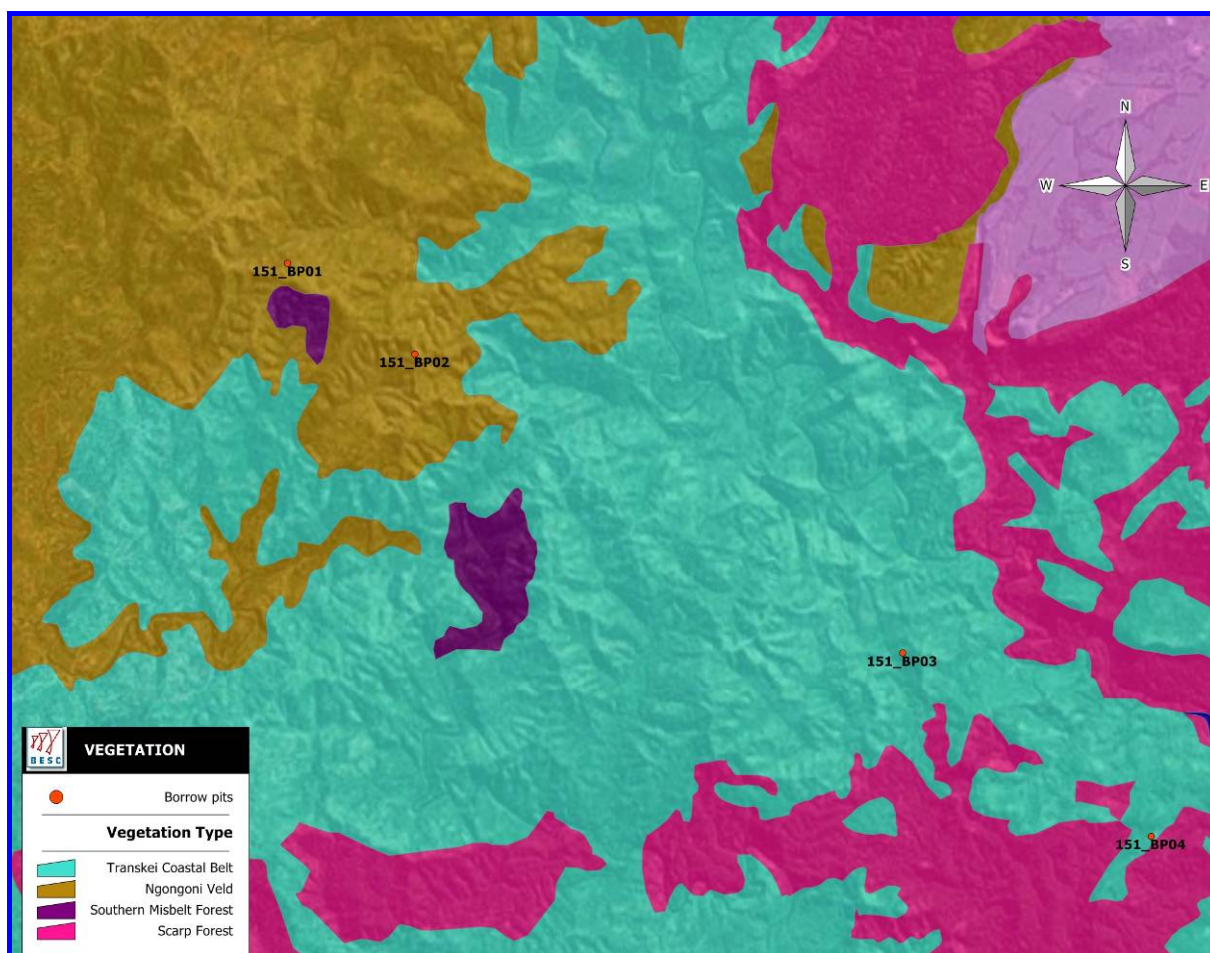 N
W
E
S
151_BP01
151_BP02
151_BP03
151_BP04
BESC
VEGETATION
Borrow pits
Vegetation Type
Transkei Coastal Belt
Ngongoni Veld
Southern Misbelt Forest
Scarp Forest